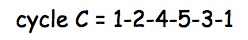 cycle C = 1-2-4-5-3-1